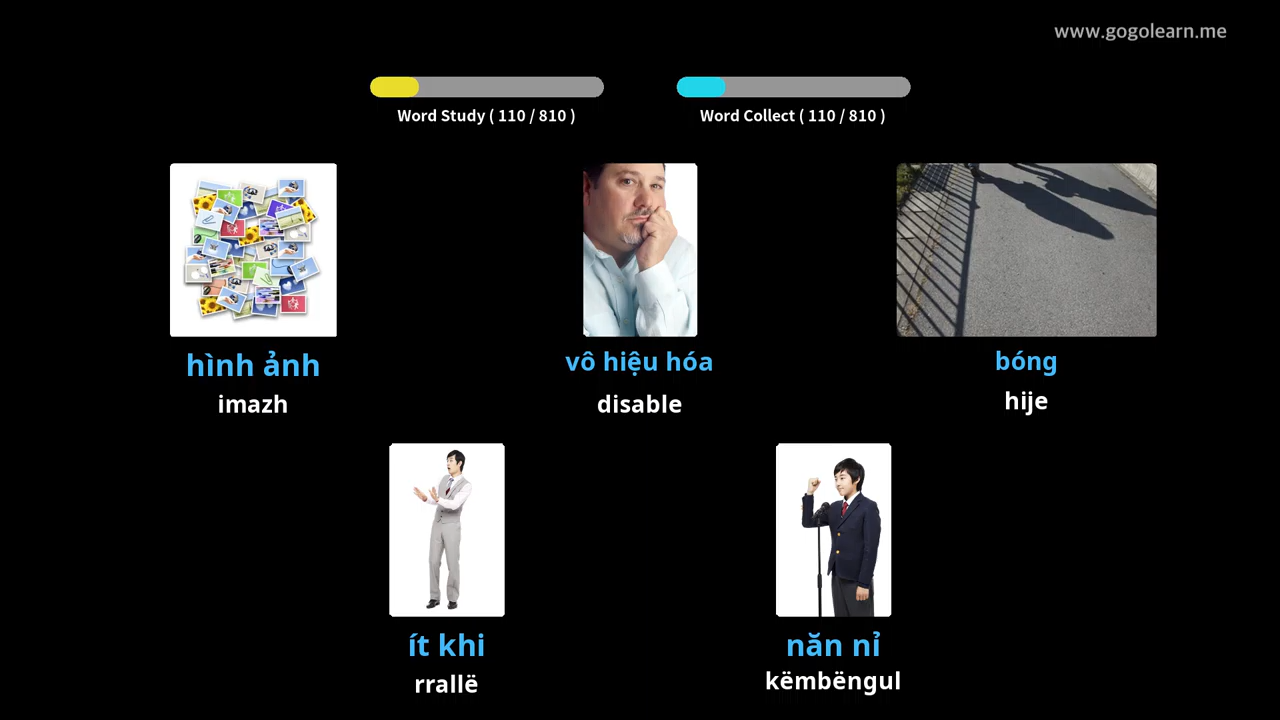 www.gogolearn.me
Word Study ( 110 / 810 )
Word Collect ( 110 / 810 )
hình ảnh
imazh
vô hiệu hóa
disable
bóng
hije
ít khi
rrallë
năn nỉ
këmbëngul